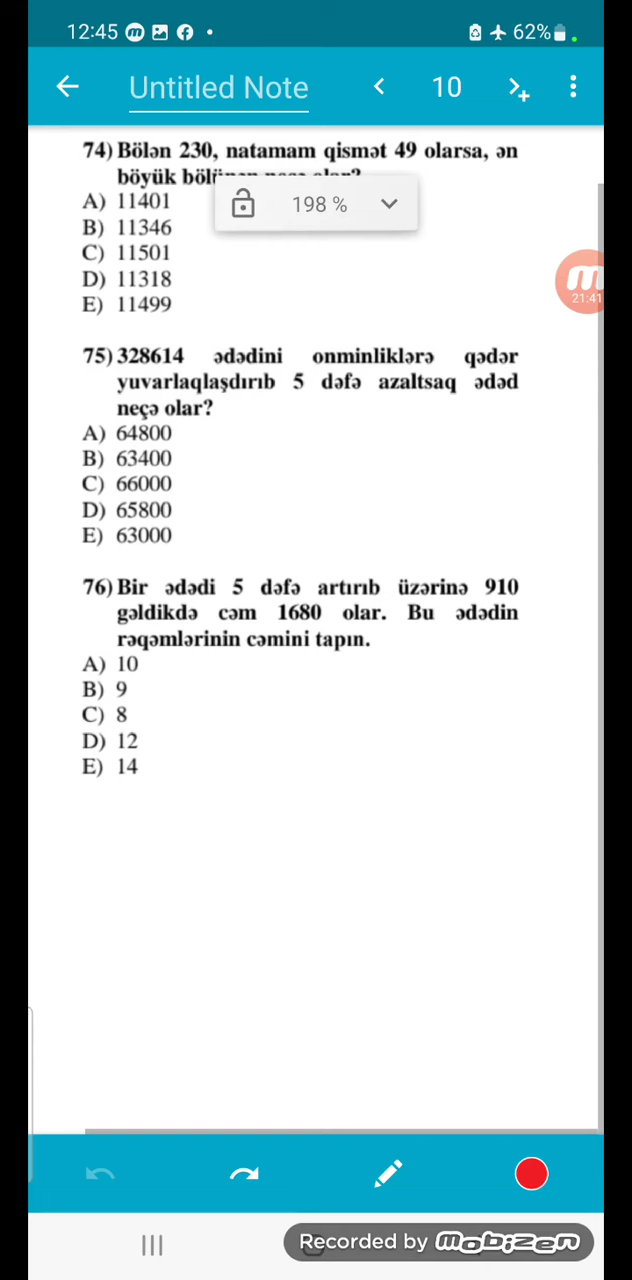 12:45
62%
Untitled Note
10
74) Bölən 230, natamam qismət 49 olarsa, ən
böyük
198 %
A) 11401
B) 11346
C) 11501
D) 11318
E) 11499
21:41
75) 328614 ədədini onminliklərə qədər
yuvarlaqlaşdırıb 5 dəfə azaltsaq ədəd
neçə olar?
A) 64800
B) 63400
C) 66000
D) 65800
E) 63000
76) Bir ədədi 5 dəfə artırıb üzərinə 910
gəldikdə cəm 1680 olar. Bu ədədin
rəqəmlərinin cəmini tapın.
A) 10
B) 9
C) 8
D) 12
E) 14
Recorded by mobizen